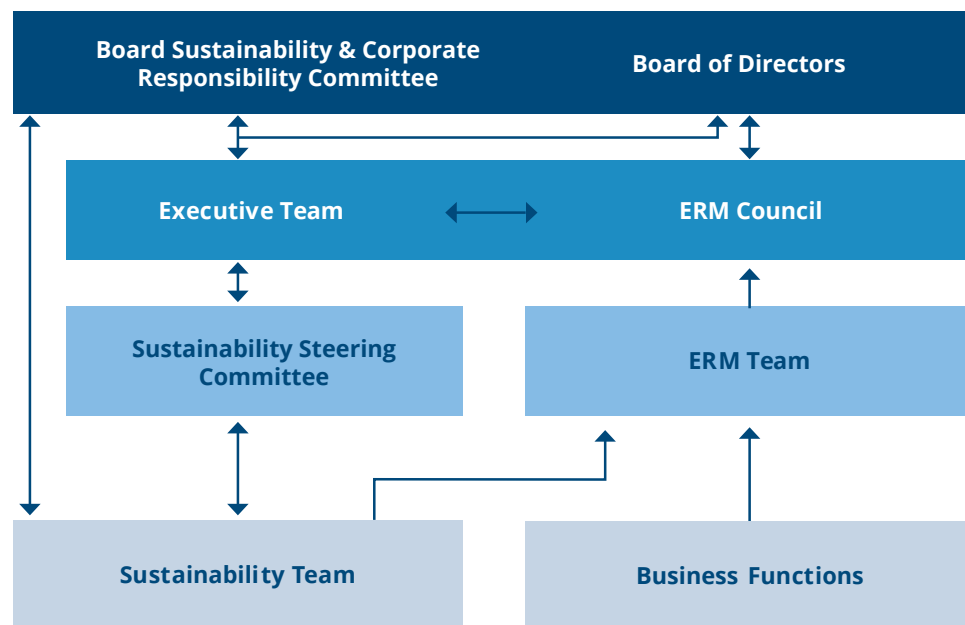 Board Sustainability & Corporate
Responsibility Committee
Board of Directors
Executive Team
ERM Council
Sustainability Steering
Committee
ERM Team
Sustainability Team
Business Functions